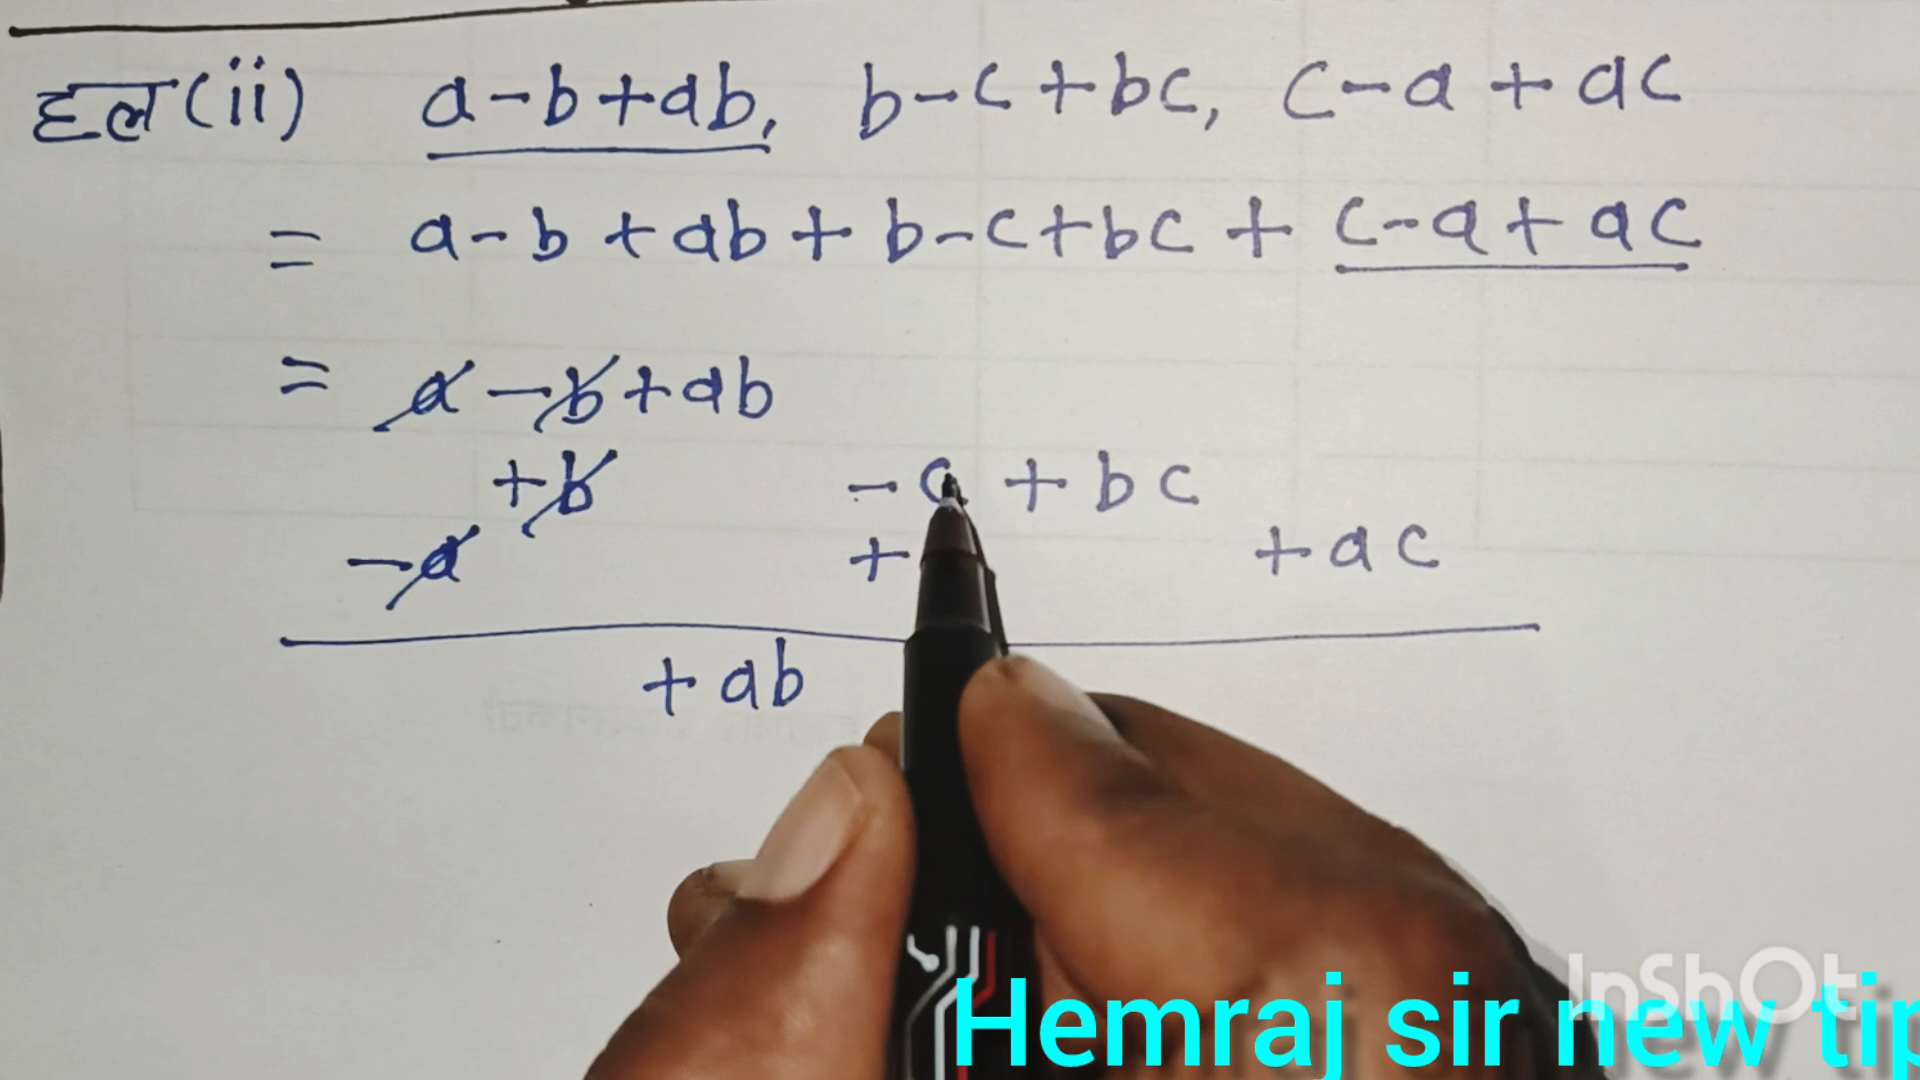 हल (ii) a-b+ab, b-c+bc, c-a+ac
= a-b+ab+b-c+bc+c-a+ac
= a-b+ab
+b -c+bc
-a + +ac
+ab
InShOt
Hemraj sir new tip